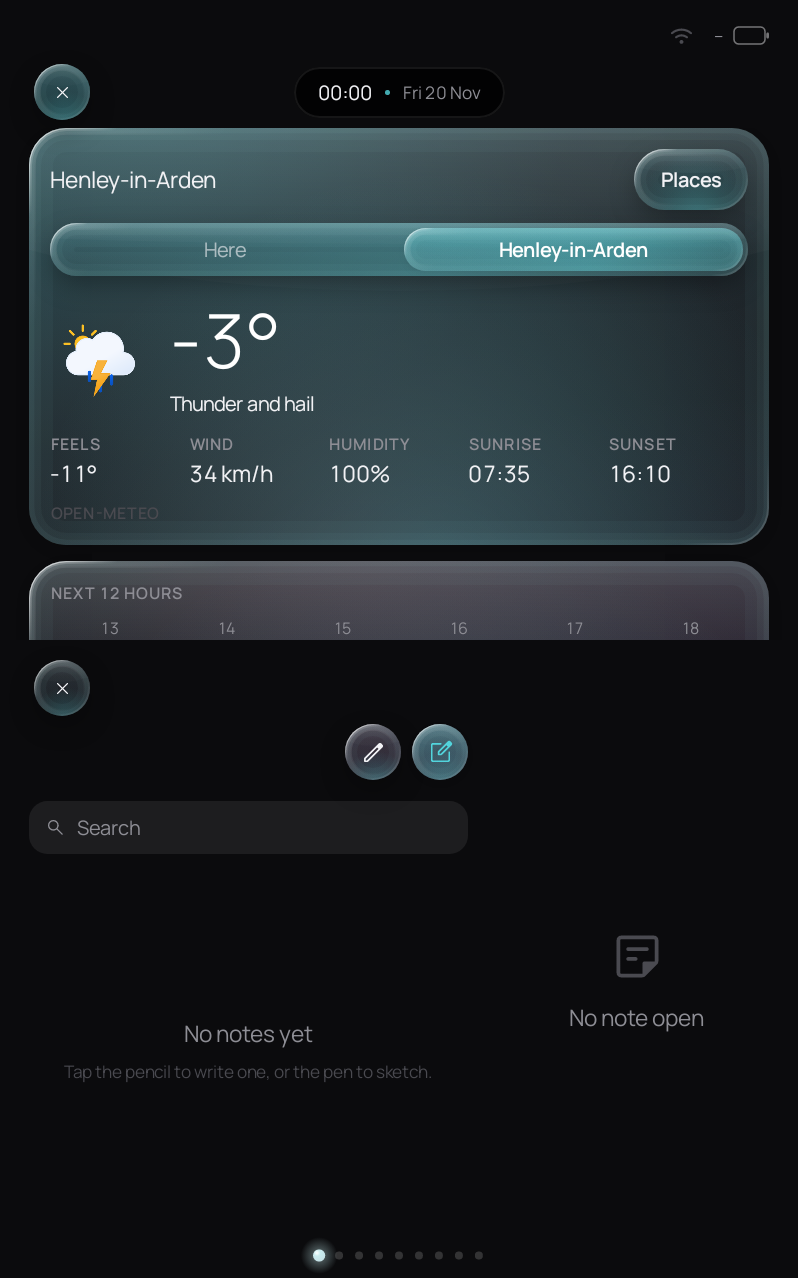 –
00:00 • Fri 20 Nov
Henley-in-Arden
Places
Here
Henley-in-Arden
-3°
Thunder and hail
FEELS WIND HUMIDITY SUNRISE SUNSET
-11° 34 km/h 100% 07:35 16:10
OPEN-METEO
NEXT 12 HOURS
13 14 15 16 17 18
Search
No note open
No notes yet
Tap the pencil to write one, or the pen to sketch.